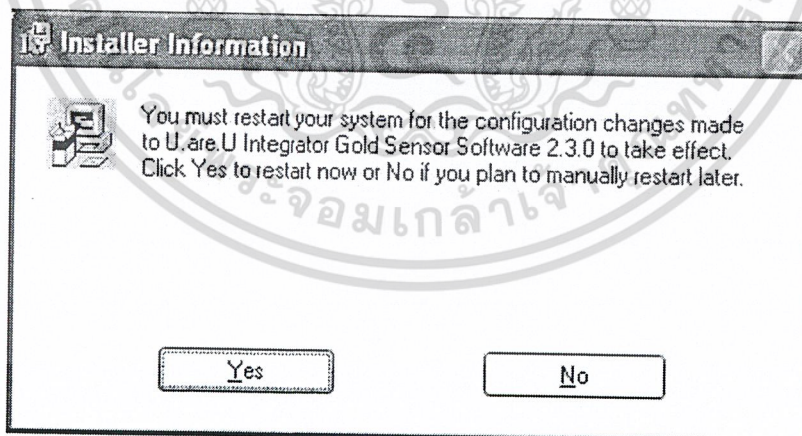 Installer Information
You must restart your system for the configuration changes made
to U.are.U Integrator Gold Sensor Software 2.3.0 to take effect.
Click Yes to restart now or No if you plan to manually restart later.
Yes
No